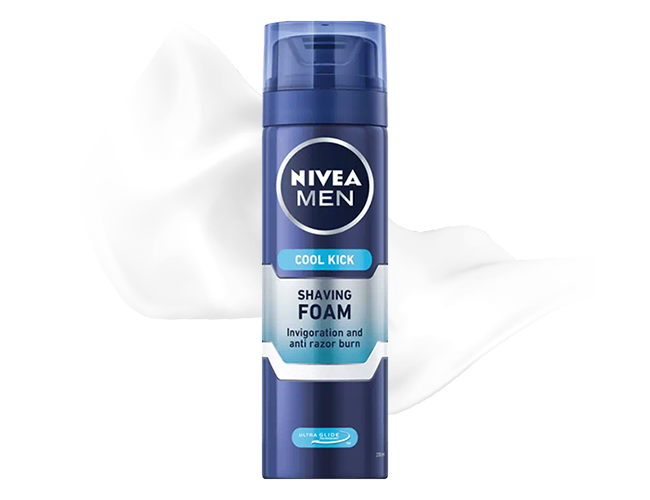 NIVEA
MEN
COOL KICK
SHAVING
FOAM
Invigoration and
anti razor burn
ULTRA GLIDE